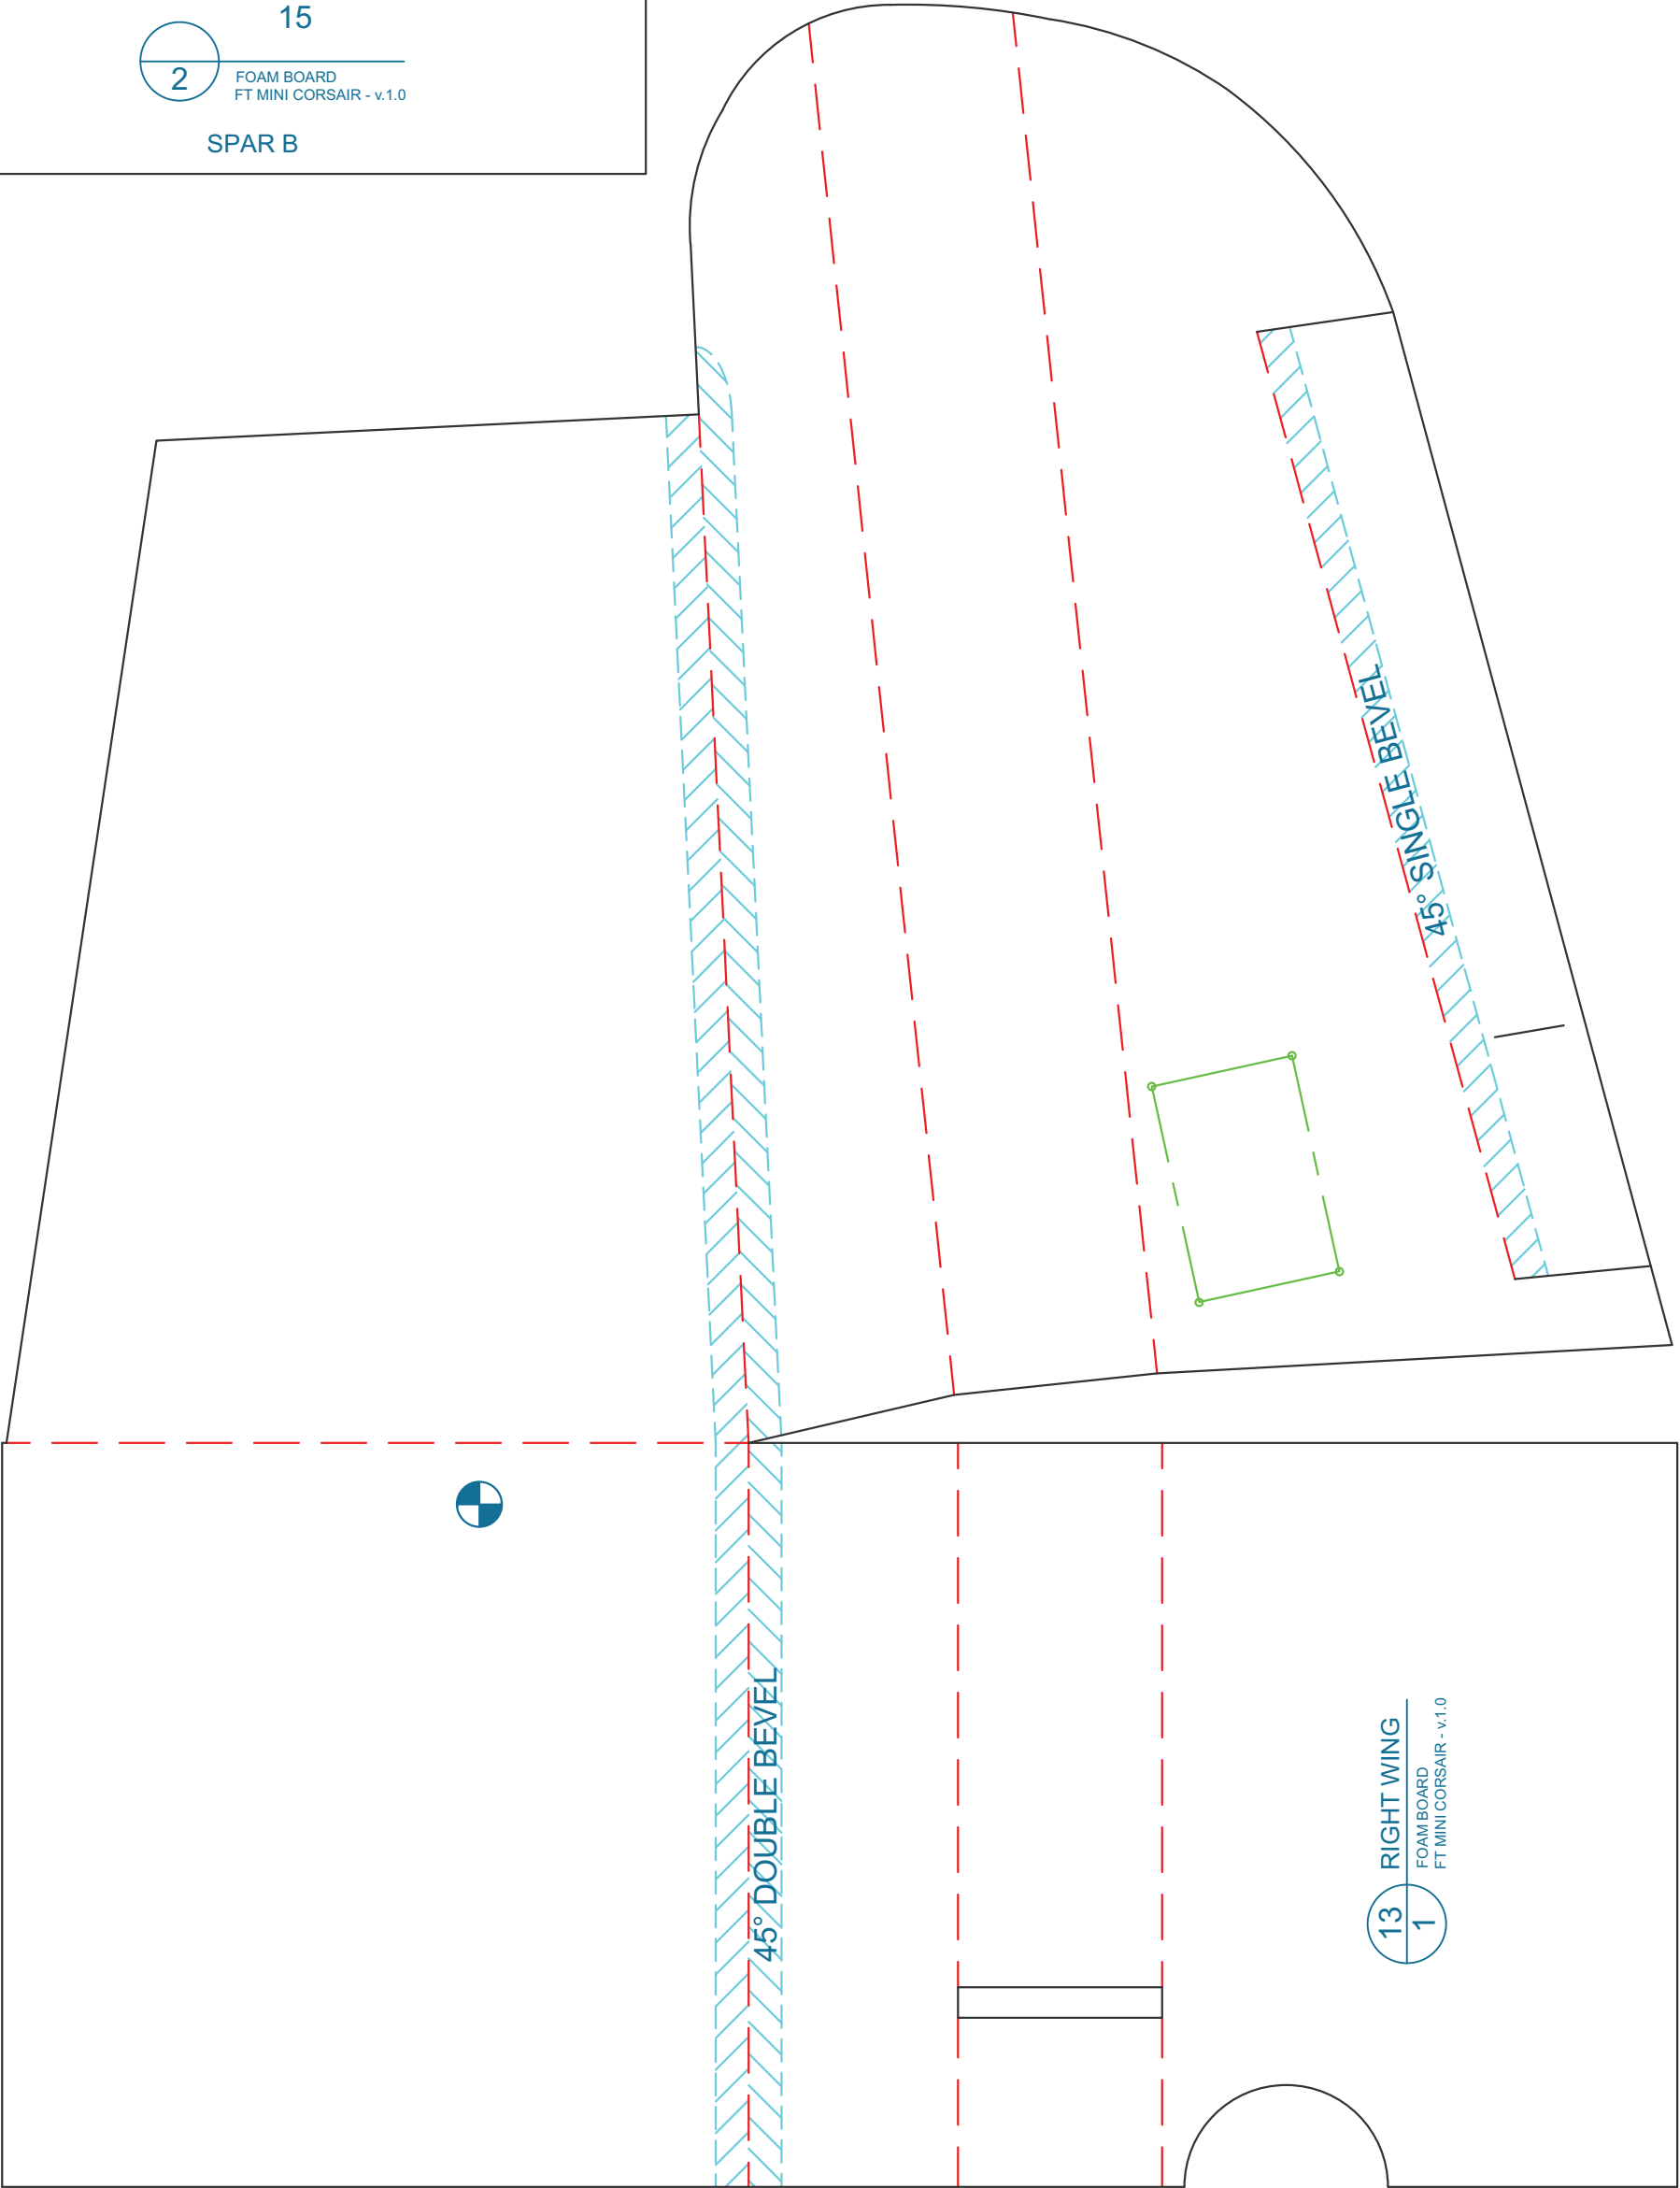 15
2
FOAM BOARD
FT MINI CORSAIR - v.1.0
SPAR B
45° SINGLE BEVEL
45° DOUBLE BEVEL
13
1
RIGHT WING
FOAM BOARD
FT MINI CORSAIR - v.1.0